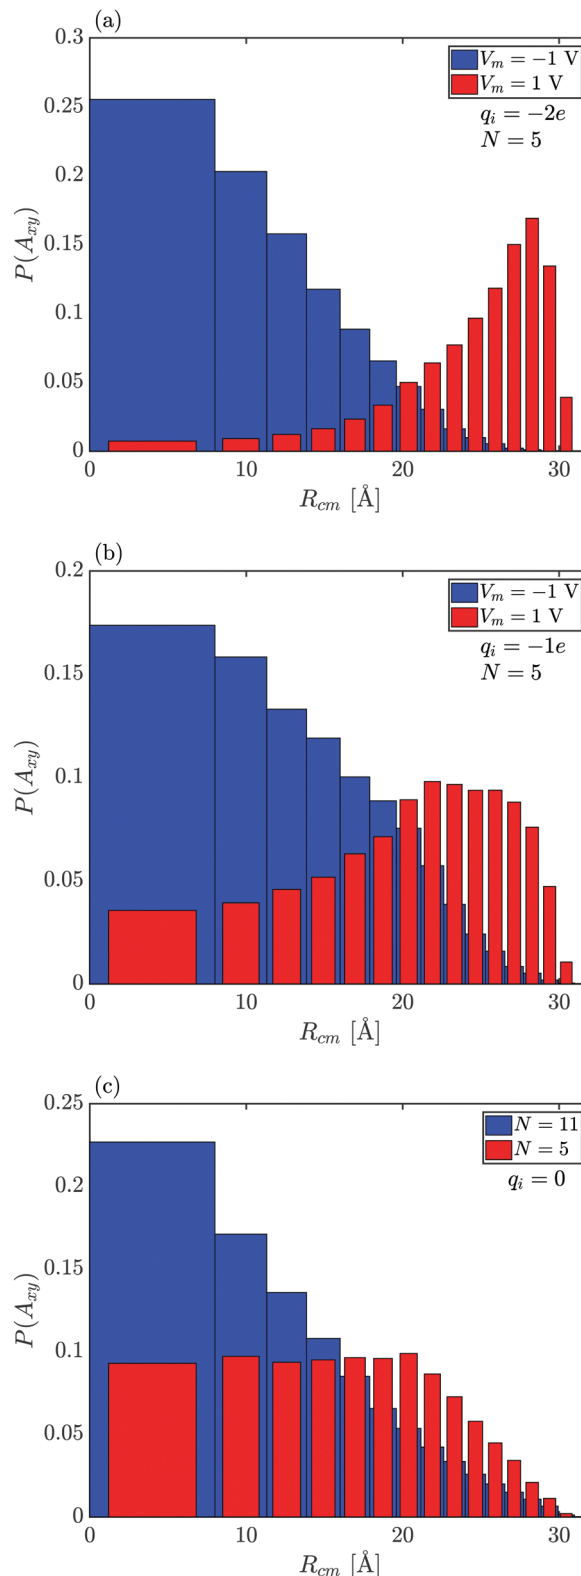 (a)
0.3
V_m = −1 V
V_m = 1 V
q_i = −2e
N = 5
0.25
0.2
0.15
0.1
0.05
0
P(A_xy)
0 10 20 30
R_cm [Å]
(b)
0.2
V_m = −1 V
V_m = 1 V
q_i = −1e
N = 5
0.15
0.1
0.05
0
P(A_xy)
0 10 20 30
R_cm [Å]
(c)
0.25
N = 11
N = 5
q_i = 0
0.2
0.15
0.1
0.05
0
P(A_xy)
0 10 20 30
R_cm [Å]